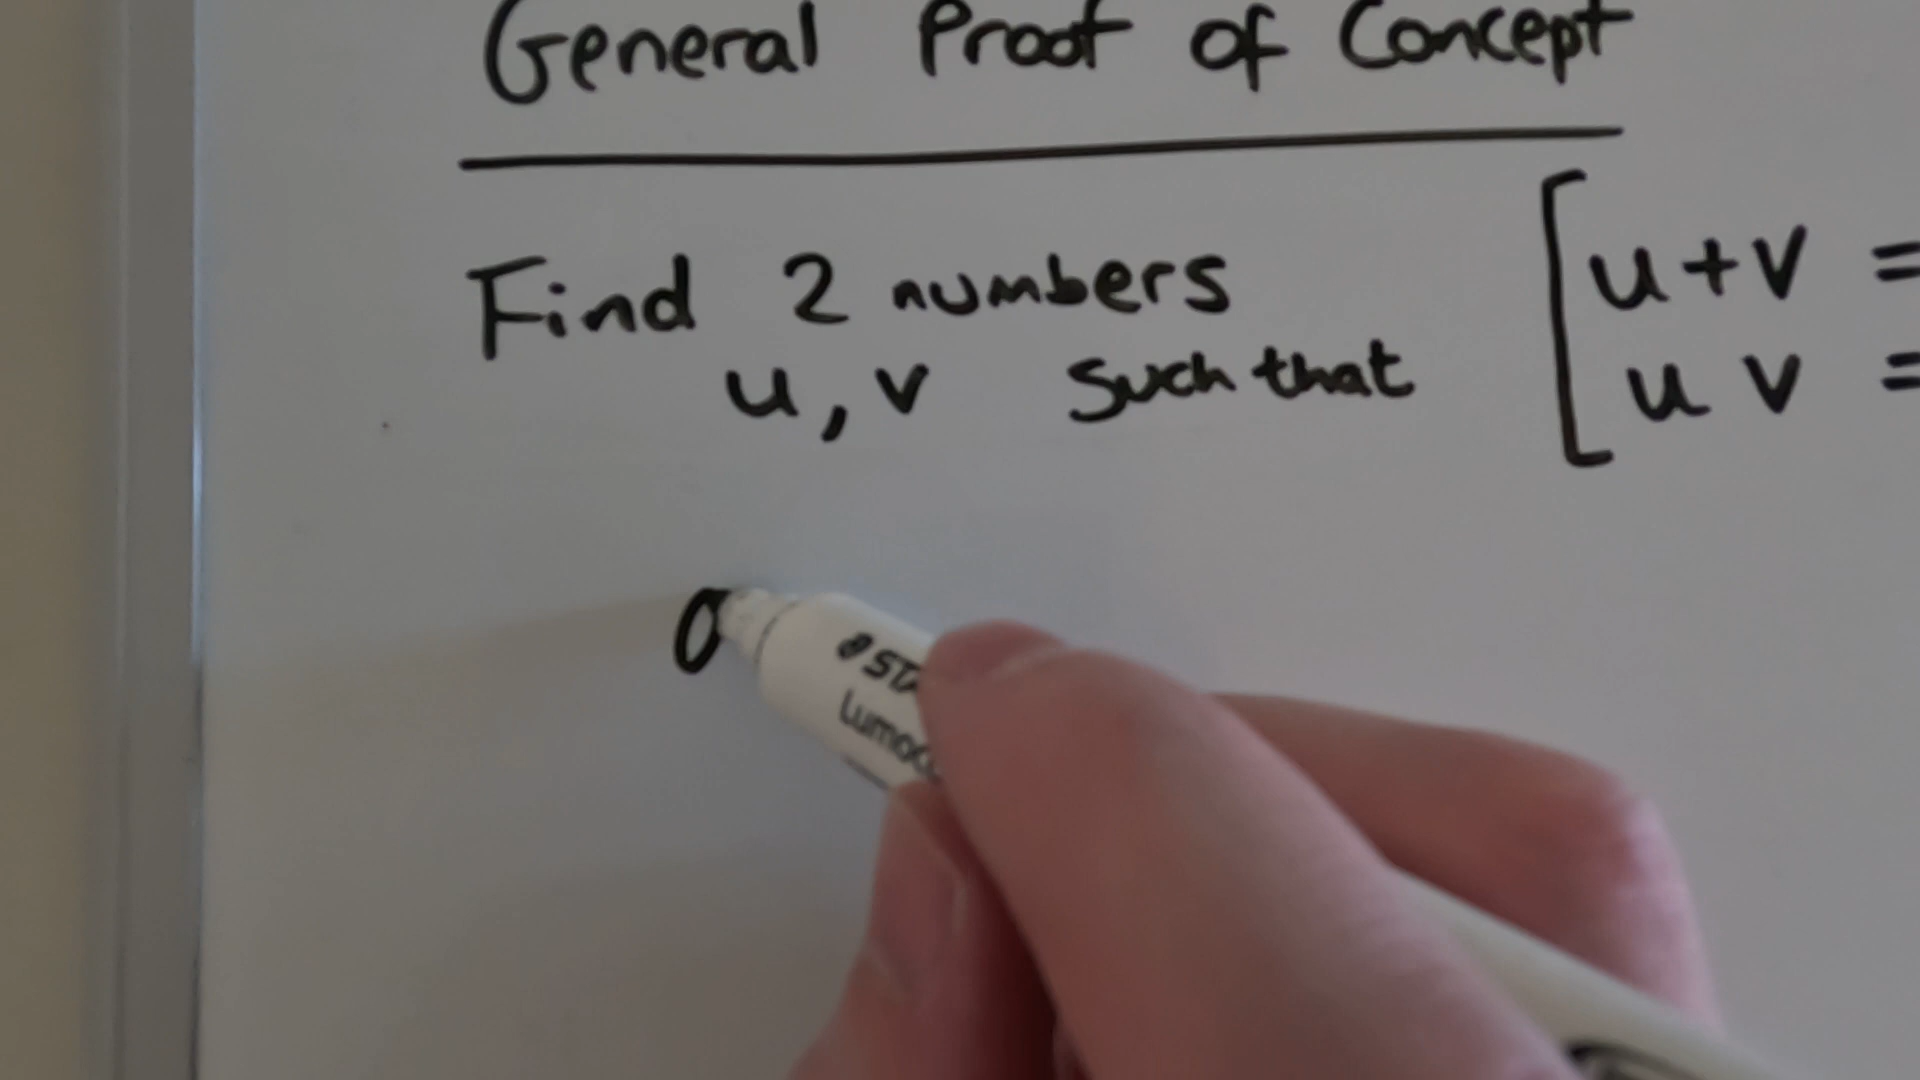 General Proof of Concept
Find 2 numbers
u, v such that
u+v =
u v =